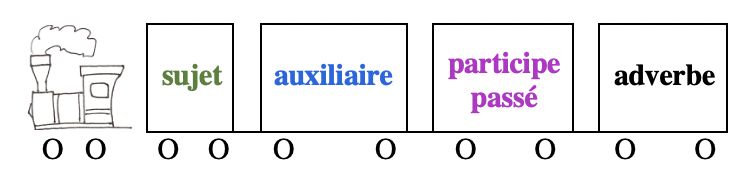 sujet
auxiliaire
participe
passé
adverbe
O O O O O O O O O O